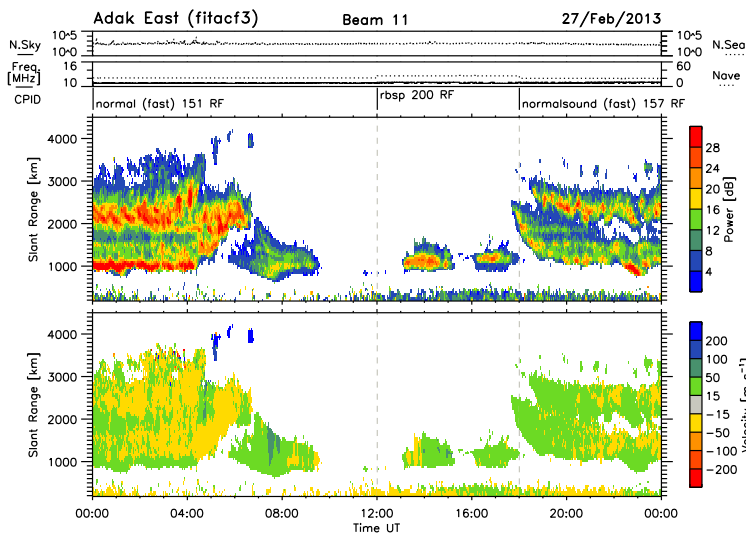 Adak East (fitacf3) Beam 11 27/Feb/2013
N.Sky 10^5 10^0 10^5 10^0 N.Sea
Freq. [MHz] 16 10 60 0 Nave
CPID normal (fast) 151 RF rbsp 200 RF normalsound (fast) 157 RF
Slant Range [km] 4000 3000 2000 1000
28 24 20 16 12 8 4 Power [dB]
Slant Range [km] 4000 3000 2000 1000
200 100 50 15 -15 -50 -100 -200 Velocity [m s^-1]
00:00 04:00 08:00 12:00 16:00 20:00 00:00
Time UT